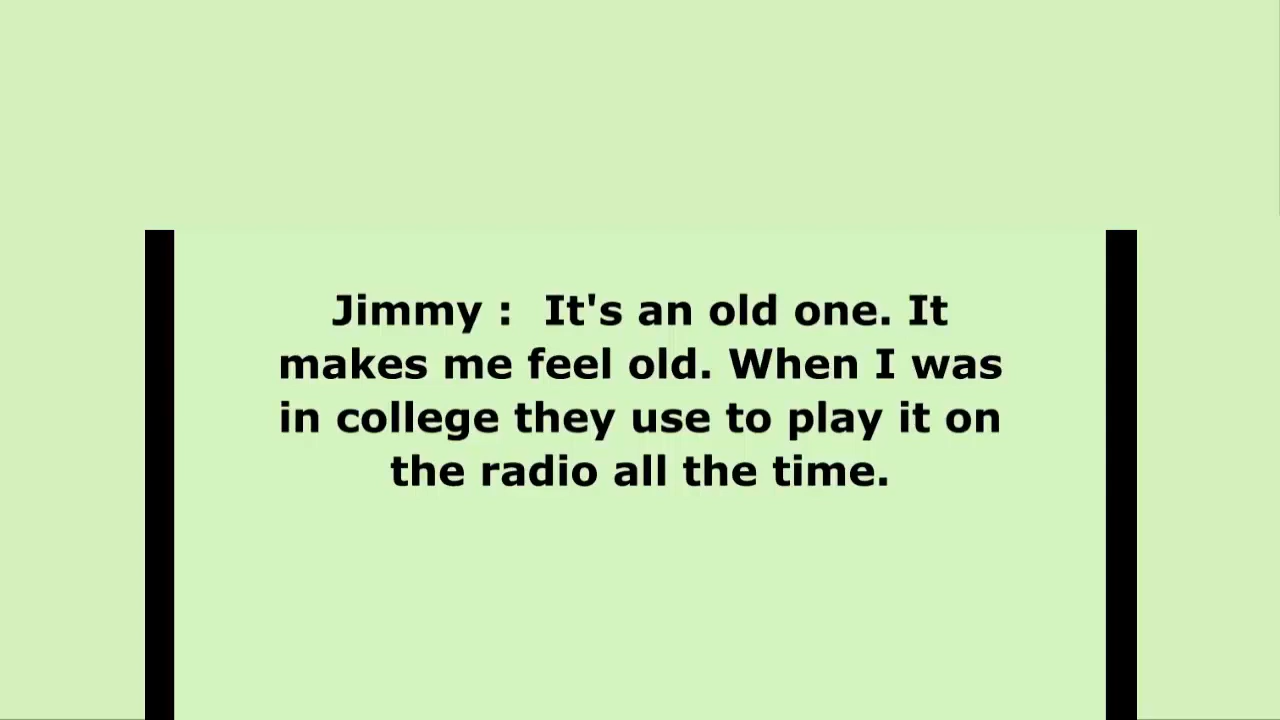 Jimmy :  It's an old one. It
makes me feel old. When I was
in college they use to play it on
the radio all the time.